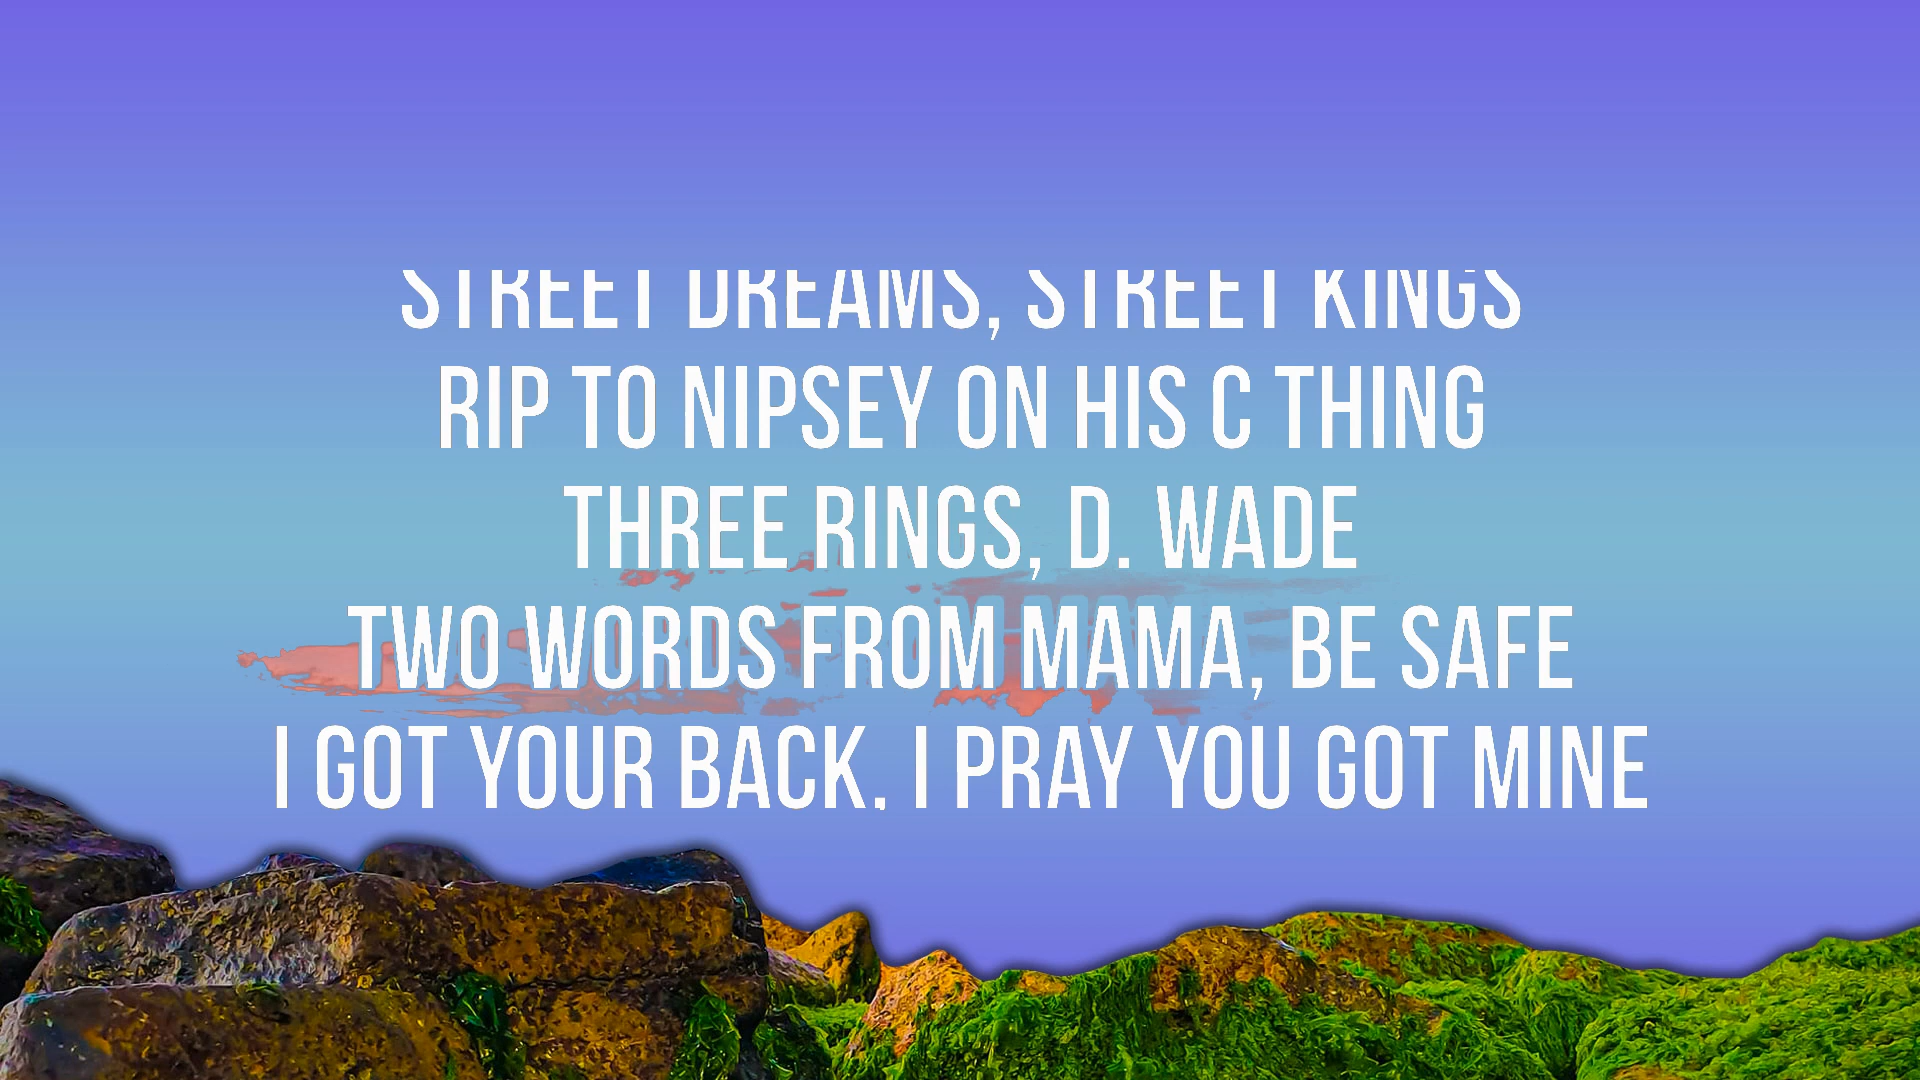 STREET DREAMS, STREET KINGS
RIP TO NIPSEY ON HIS C THING
THREE RINGS, D. WADE
TWO WORDS FROM MAMA, BE SAFE
I GOT YOUR BACK, I PRAY YOU GOT MINE